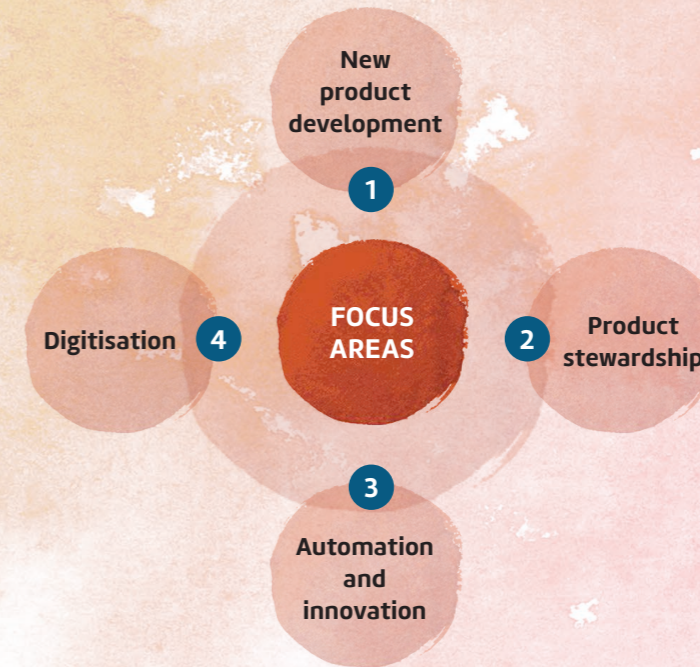 New
product
development
1
FOCUS
AREAS
2
Product
stewardship
3
Automation
and
innovation
4
Digitisation